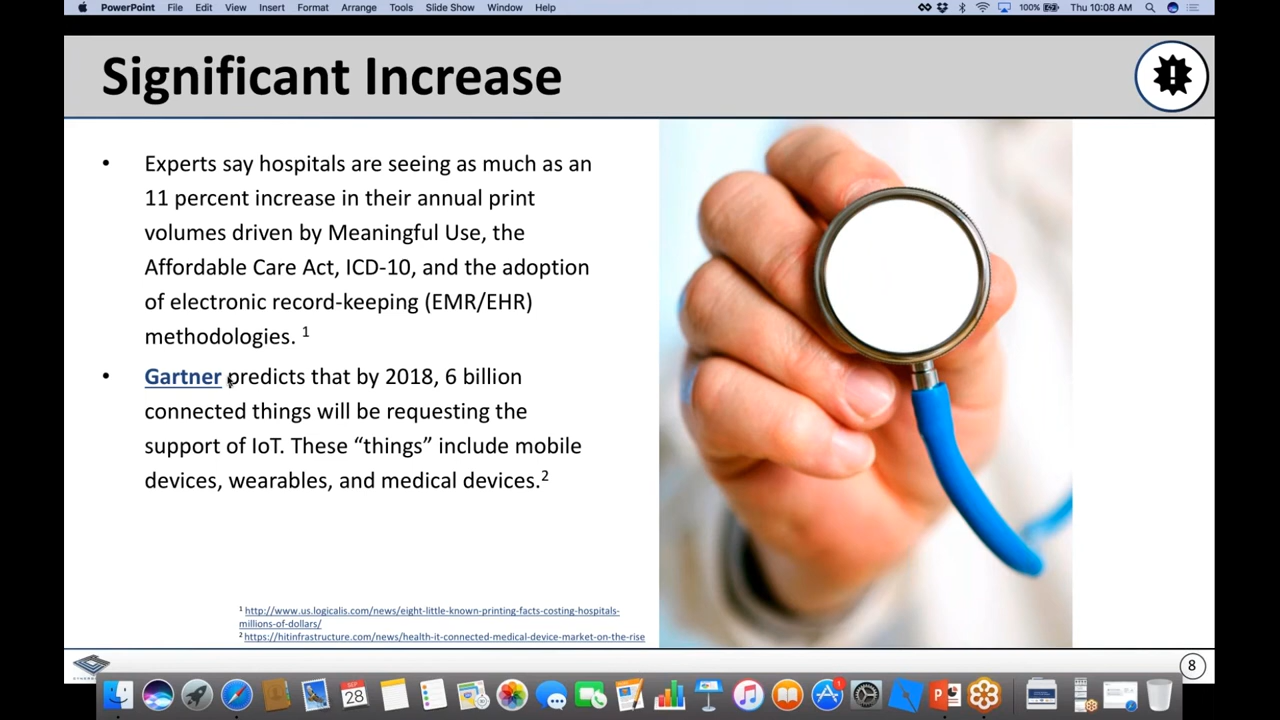 PowerPoint File Edit View Insert Format Arrange Tools Slide Show Window Help 100% Thu 10:08 AM
Significant Increase
• Experts say hospitals are seeing as much as an
11 percent increase in their annual print
volumes driven by Meaningful Use, the
Affordable Care Act, ICD-10, and the adoption
of electronic record-keeping (EMR/EHR)
methodologies. 1
• Gartner predicts that by 2018, 6 billion
connected things will be requesting the
support of IoT. These “things” include mobile
devices, wearables, and medical devices.2
1 http://www.us.logicalis.com/news/eight-little-known-printing-facts-costing-hospitals-
millions-of-dollars/
2 https://hitinfrastructure.com/news/health-it-connected-medical-device-market-on-the-rise
8
SEP
28
1